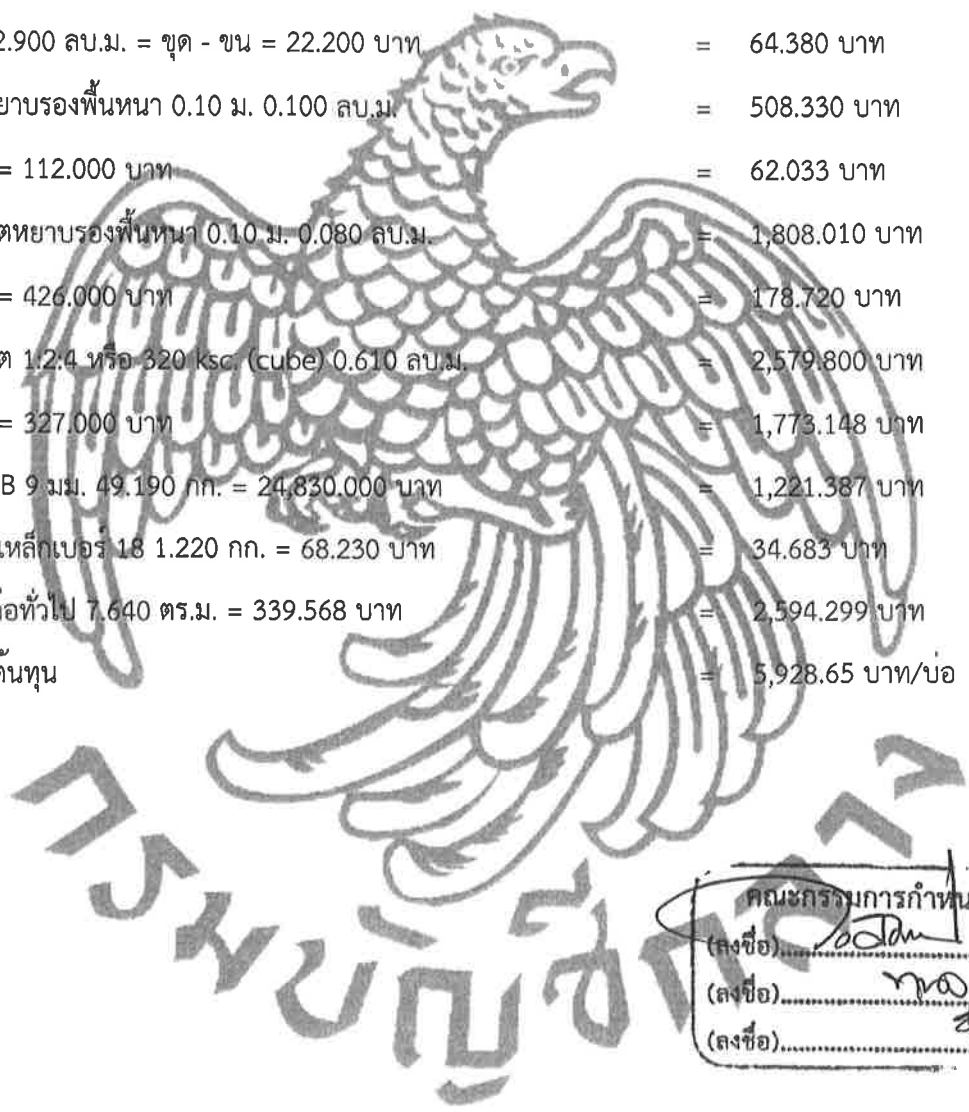 2.900 ลบ.ม. = ขุด - ขน = 22.200 บาท = 64.380 บาท
ยาบรองพื้นหนา 0.10 ม. 0.100 ลบ.ม. = 508.330 บาท
= 112.000 บาท = 62.033 บาท
ตหยาบรองพื้นหนา 0.10 ม. 0.080 ลบ.ม. = 1,808.010 บาท
= 426.000 บาท = 178.720 บาท
ต 1:2:4 หรือ 320 ksc. (cube) 0.610 ลบ.ม. = 2,579.800 บาท
= 327.000 บาท = 1,773.148 บาท
B 9 มม. 49.190 กก. = 24,830.000 บาท = 1,221.387 บาท
เหล็กเบอร์ 18 1.220 กก. = 68.230 บาท = 34.683 บาท
ล่อทั่วไป 7.640 ตร.ม. = 339.568 บาท = 2,594.299 บาท
ต้นทุน = 5,928.65 บาท/บ่อ
กรมบัญชีกลาง
คณะกรรมการกำหน
(ลงชื่อ)
(ลงชื่อ)
(ลงชื่อ)